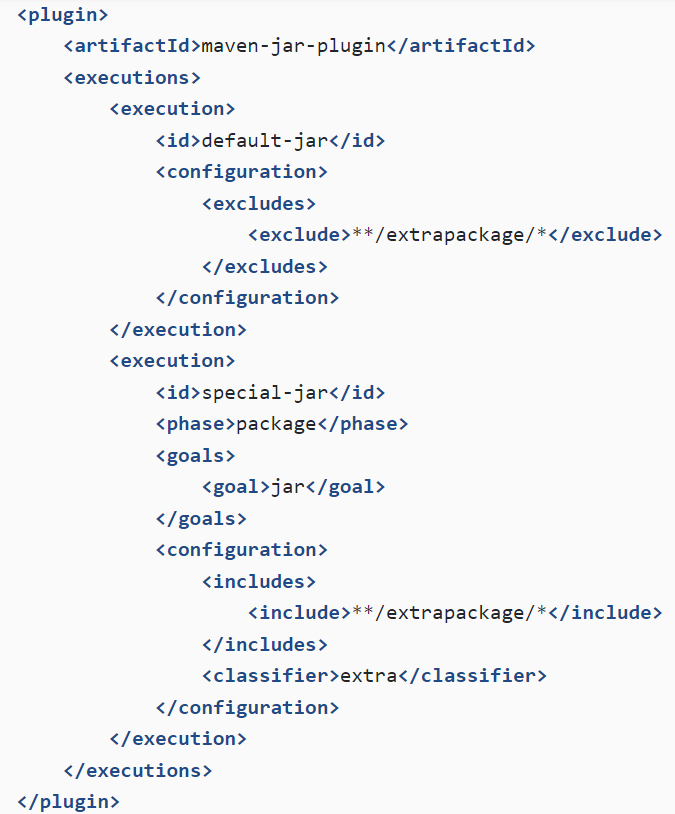 <plugin>
    <artifactId>maven-jar-plugin</artifactId>
    <executions>
        <execution>
            <id>default-jar</id>
            <configuration>
                <excludes>
                    <exclude>**/extrapackage/*</exclude>
                </excludes>
            </configuration>
        </execution>
        <execution>
            <id>special-jar</id>
            <phase>package</phase>
            <goals>
                <goal>jar</goal>
            </goals>
            <configuration>
                <includes>
                    <include>**/extrapackage/*</include>
                </includes>
                <classifier>extra</classifier>
            </configuration>
        </execution>
    </executions>
</plugin>